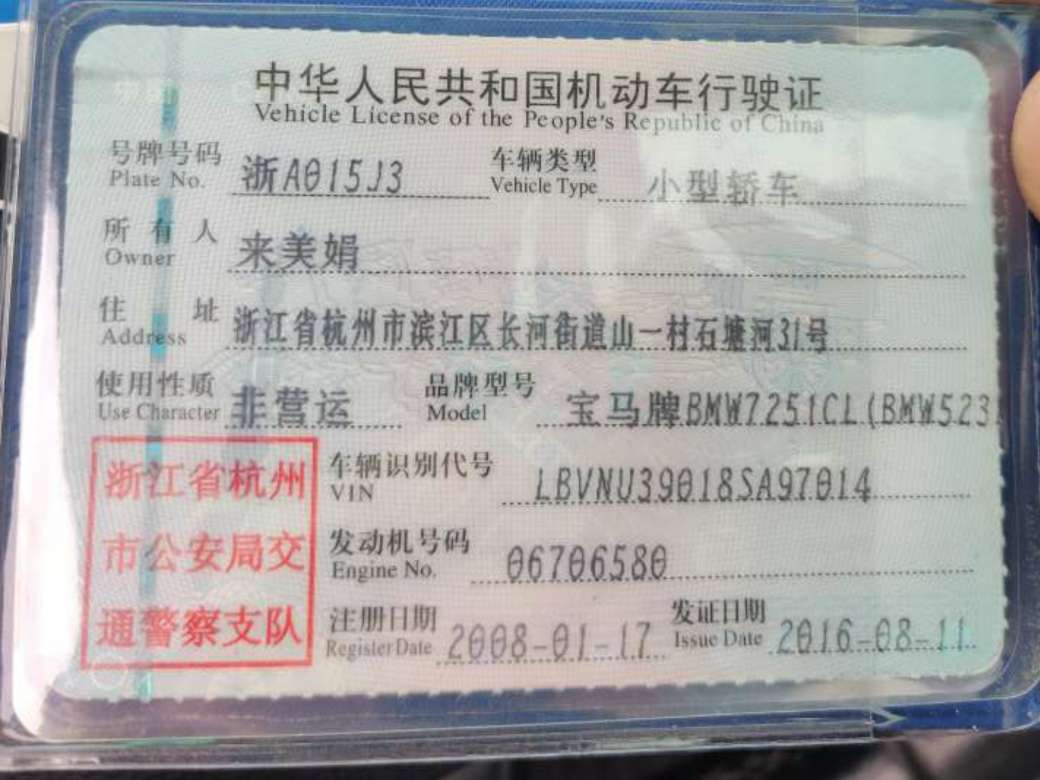 中华人民共和国机动车行驶证
Vehicle License of the People's Republic of China
号牌号码 浙A015J3 车辆类型 小型轿车
Plate No. Vehicle Type
所有人 来美娟
Owner
住址 浙江省杭州市滨江区长河街道山一村石塘河31号
Address
使用性质 非营运 品牌型号 宝马牌BMW7251CL(BMW523
Use Character Model
浙江省杭州
市公安局交
通警察支队
车辆识别代号 LBVNU39018SA97014
VIN
发动机号码 06706580
Engine No.
注册日期 2008-01-17 发证日期 2016-08-11
Register Date Issue Date